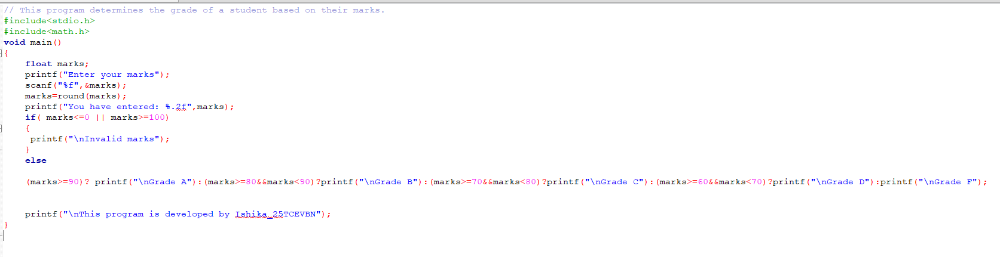 // This program determines the grade of a student based on their marks.
#include<stdio.h>
#include<math.h>
void main()
{
    float marks;
    printf("Enter your marks");
    scanf("%f",&marks);
    marks=round(marks);
    printf("You have entered: %.2f",marks);
    if( marks<=0 || marks>=100)
    {
     printf("\nInvalid marks");
    }
    else
    (marks>=90)? printf("\nGrade A"):(marks>=80&&marks<90)?printf("\nGrade B"):(marks>=70&&marks<80)?printf("\nGrade C"):(marks>=60&&marks<70)?printf("\nGrade D"):printf("\nGrade F");
    printf("\nThis program is developed by Ishika_25TCEVBN");
}